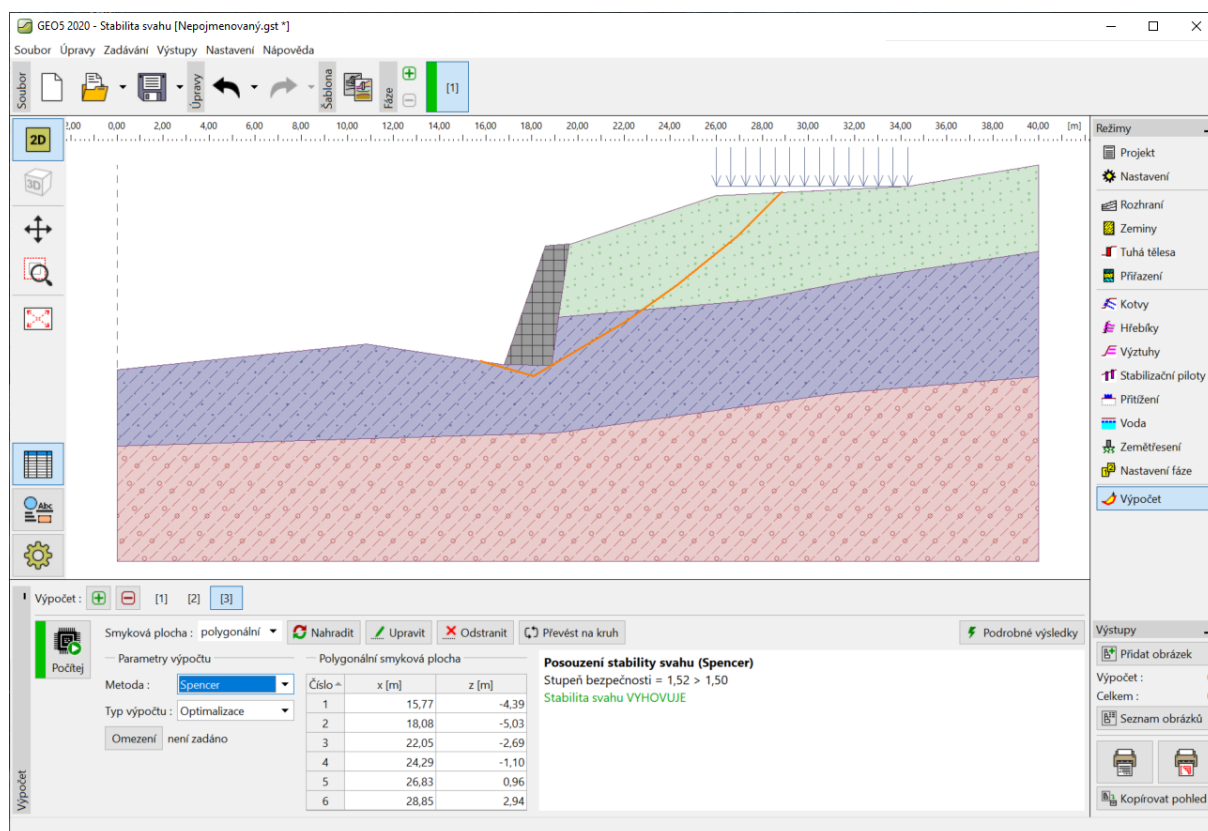 GEO5 2020 - Stabilita svahu [Nepojmenovaný.gst *]
Soubor Úpravy Zadávání Výstupy Nastavení Nápověda
Soubor
Úpravy
Šablona
Fáze
[1]
2D
3D
2,00 0,00 2,00 4,00 6,00 8,00 10,00 12,00 14,00 16,00 18,00 20,00 22,00 24,00 26,00 28,00 30,00 32,00 34,00 36,00 38,00 40,00 [m]
Režimy
Projekt
Nastavení
Rozhraní
Zeminy
Tuhá tělesa
Přiřazení
Kotvy
Hřebíky
Výztuhy
Stabilizační piloty
Přitížení
Voda
Zemětřesení
Nastavení fáze
Výpočet
Abc
Výpočet : [1] [2] [3]
Počítej
Smyková plocha : polygonální Nahradit Upravit Odstranit Převést na kruh Podrobné výsledky
Parametry výpočtu
Metoda : Spencer
Typ výpočtu : Optimalizace
Omezení není zadáno
Polygonální smyková plocha
Číslo x [m] z [m]
1 15,77 -4,39
2 18,08 -5,03
3 22,05 -2,69
4 24,29 -1,10
5 26,83 0,96
6 28,85 2,94
Posouzení stability svahu (Spencer)
Stupeň bezpečnosti = 1,52 > 1,50
Stabilita svahu VYHOVUJE
Výpočet
Výstupy
Přidat obrázek
Výpočet :
Celkem :
Seznam obrázků
Kopírovat pohled